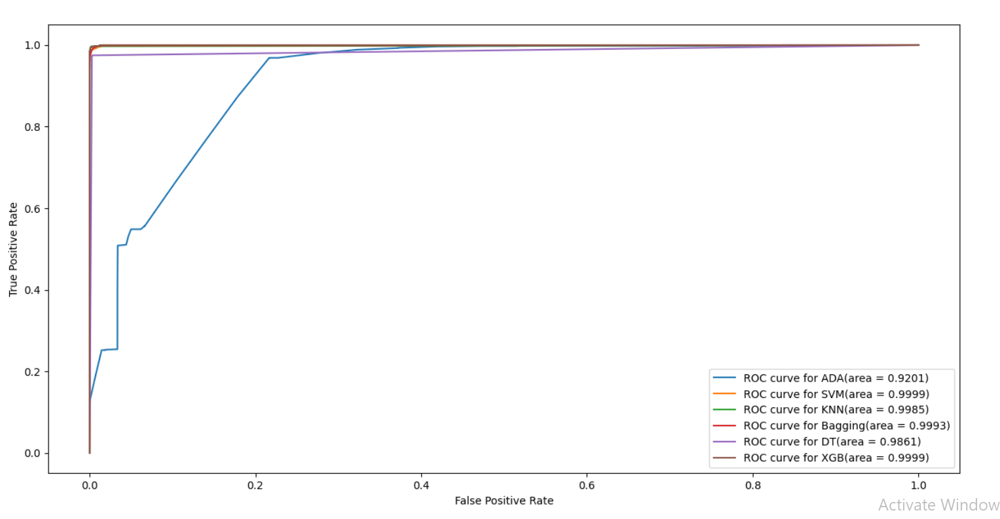 1.0
0.8
0.6
0.4
0.2
0.0
True Positive Rate
ROC curve for ADA(area = 0.9201)
ROC curve for SVM(area = 0.9999)
ROC curve for KNN(area = 0.9985)
ROC curve for Bagging(area = 0.9993)
ROC curve for DT(area = 0.9861)
ROC curve for XGB(area = 0.9999)
0.0 0.2 0.4 0.6 0.8 1.0
False Positive Rate
Activate Window